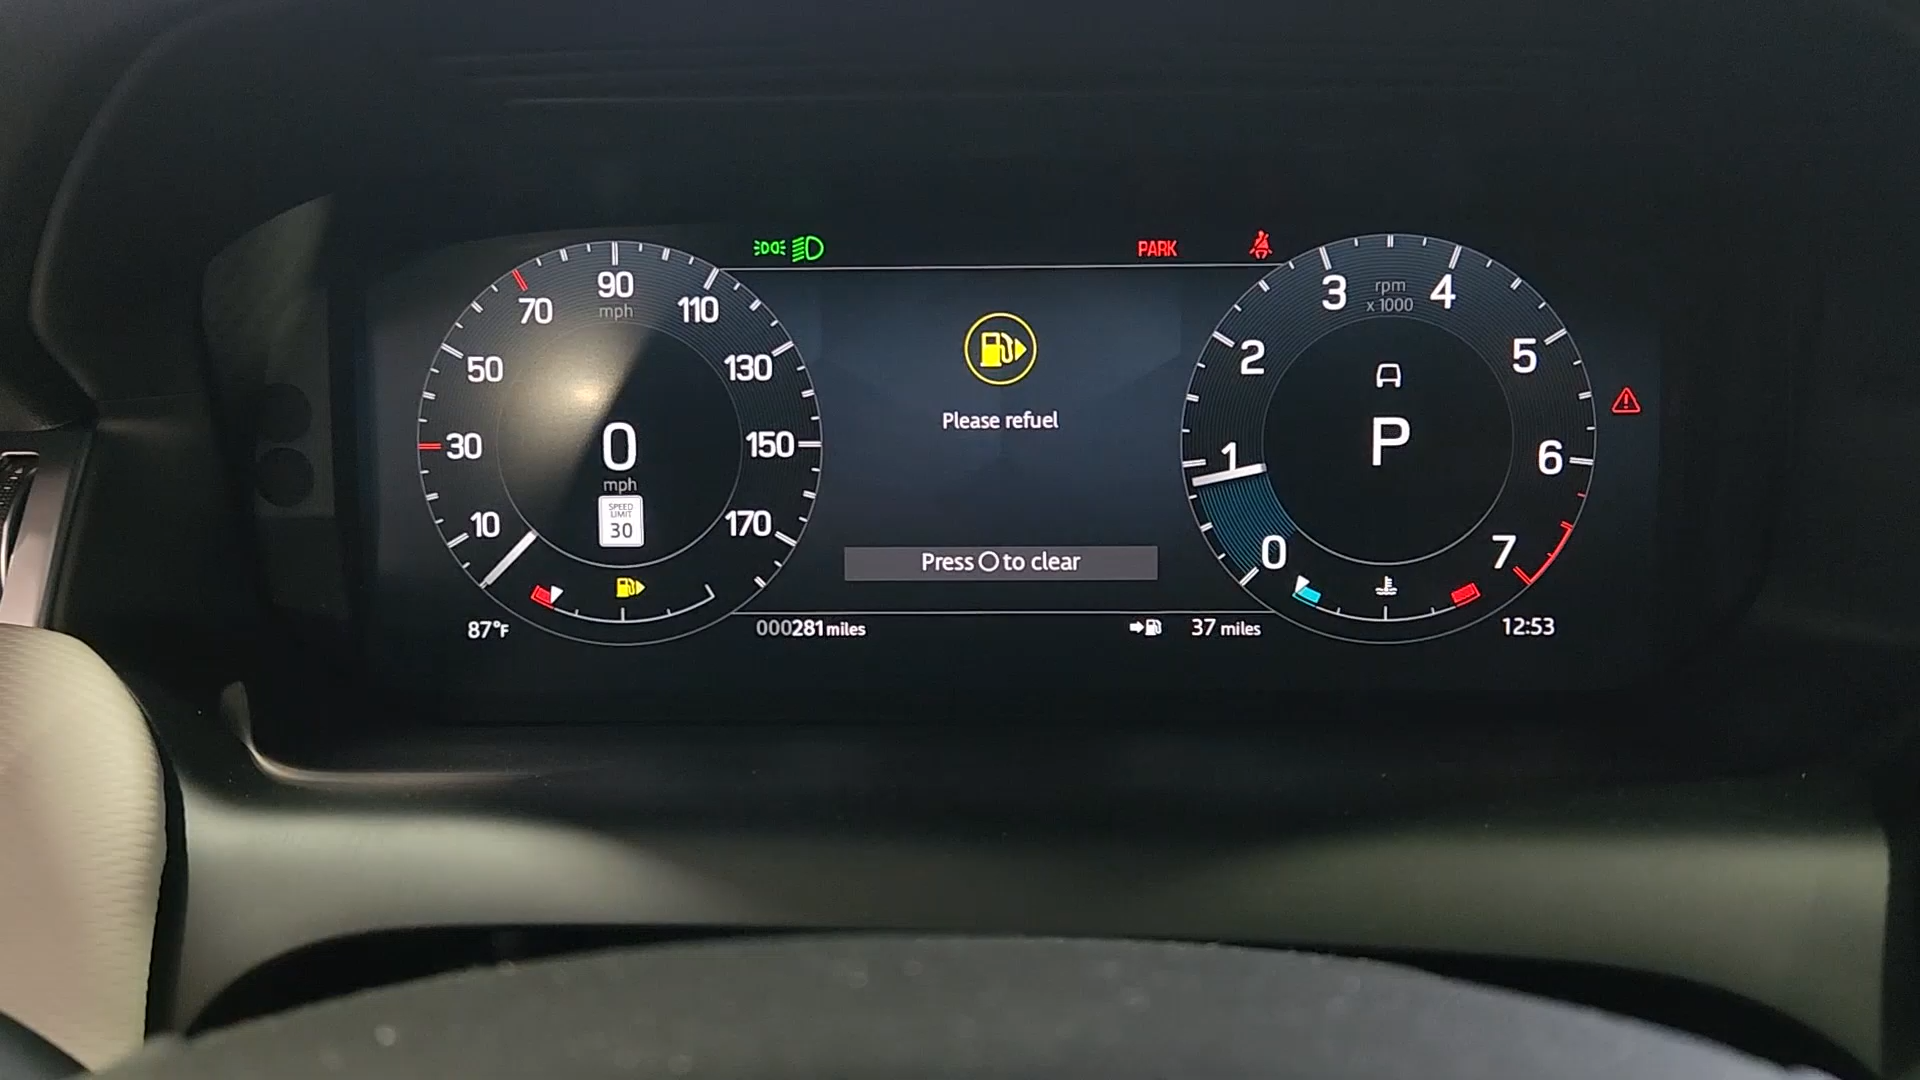 PARK
90
mph
70
110
50
130
30
150
10
170
0
mph
SPEED
LIMIT
30
Please refuel
Press to clear
rpm
x 1000
3
4
2
5
1
6
0
7
P
87°F
000281 miles
37 miles
12:53